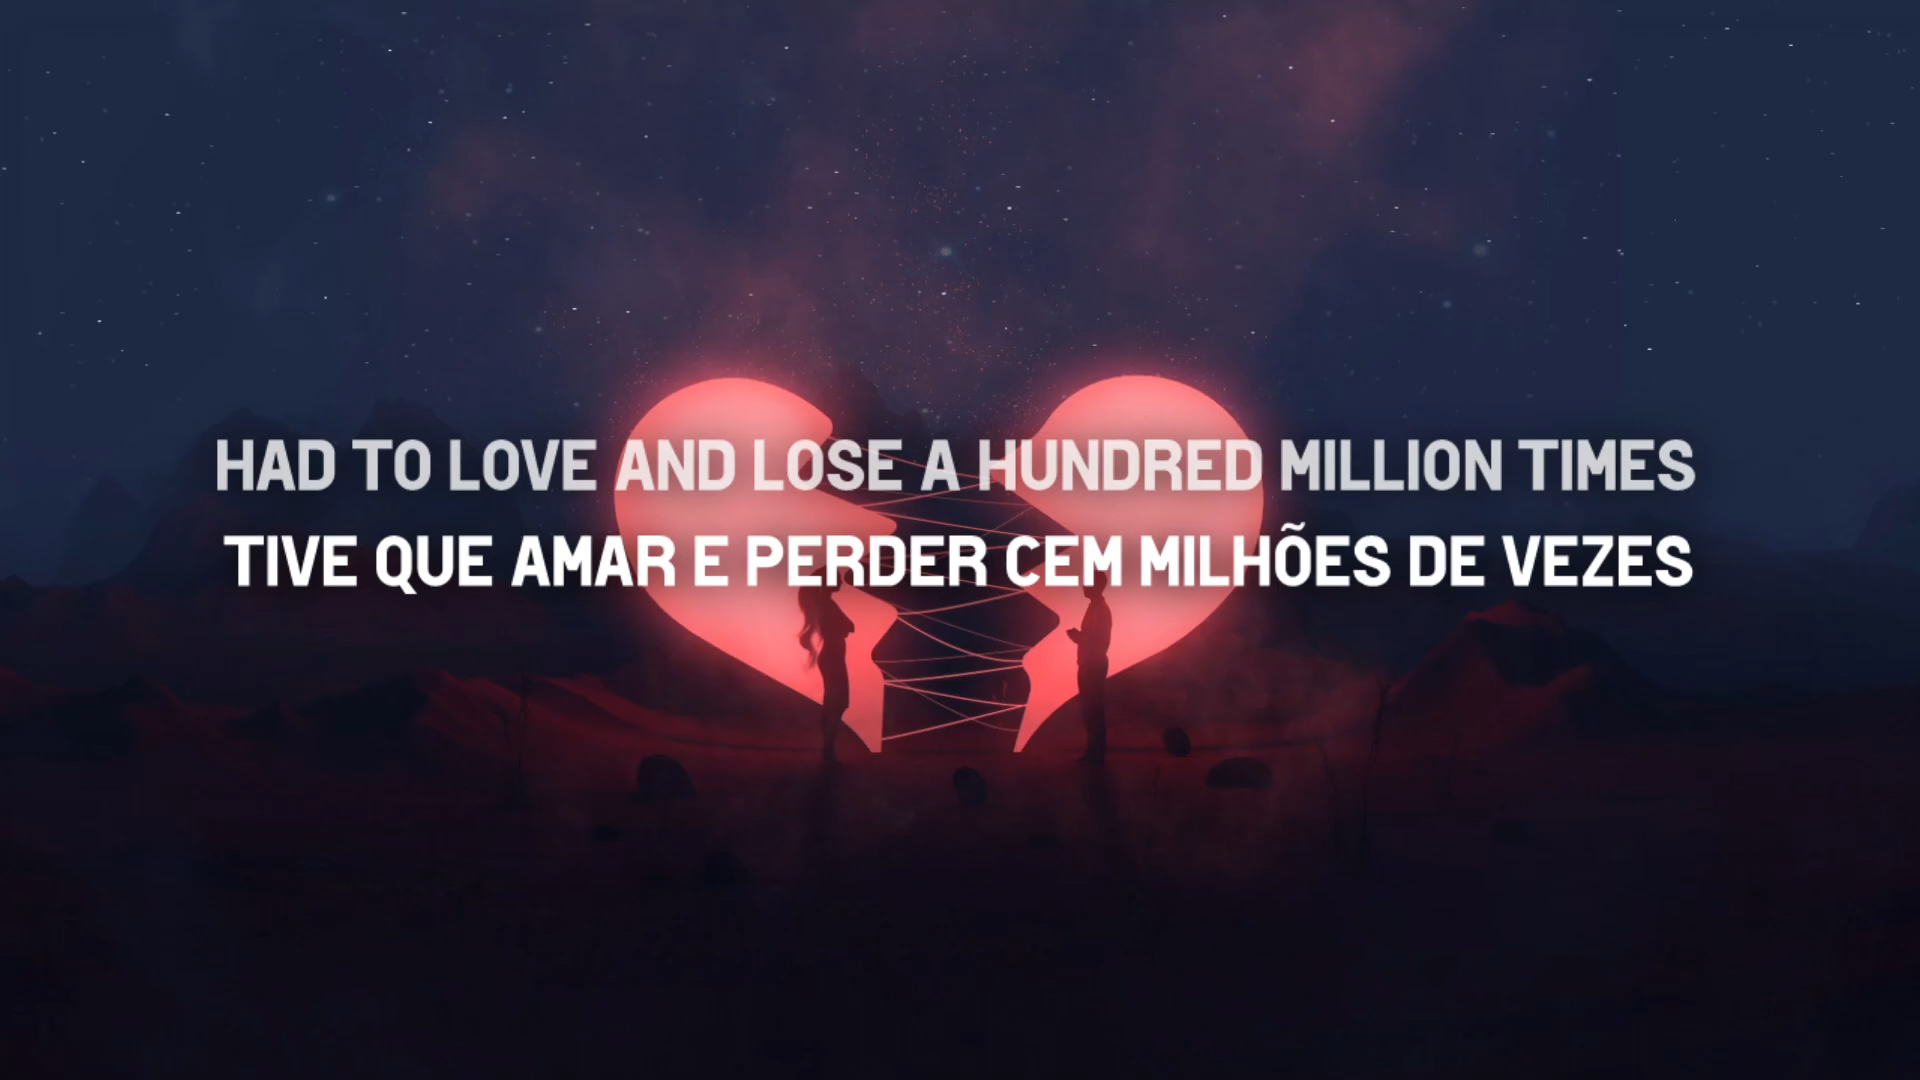 HAD TO LOVE AND LOSE A HUNDRED MILLION TIMES
TIVE QUE AMAR E PERDER CEM MILHÕES DE VEZES